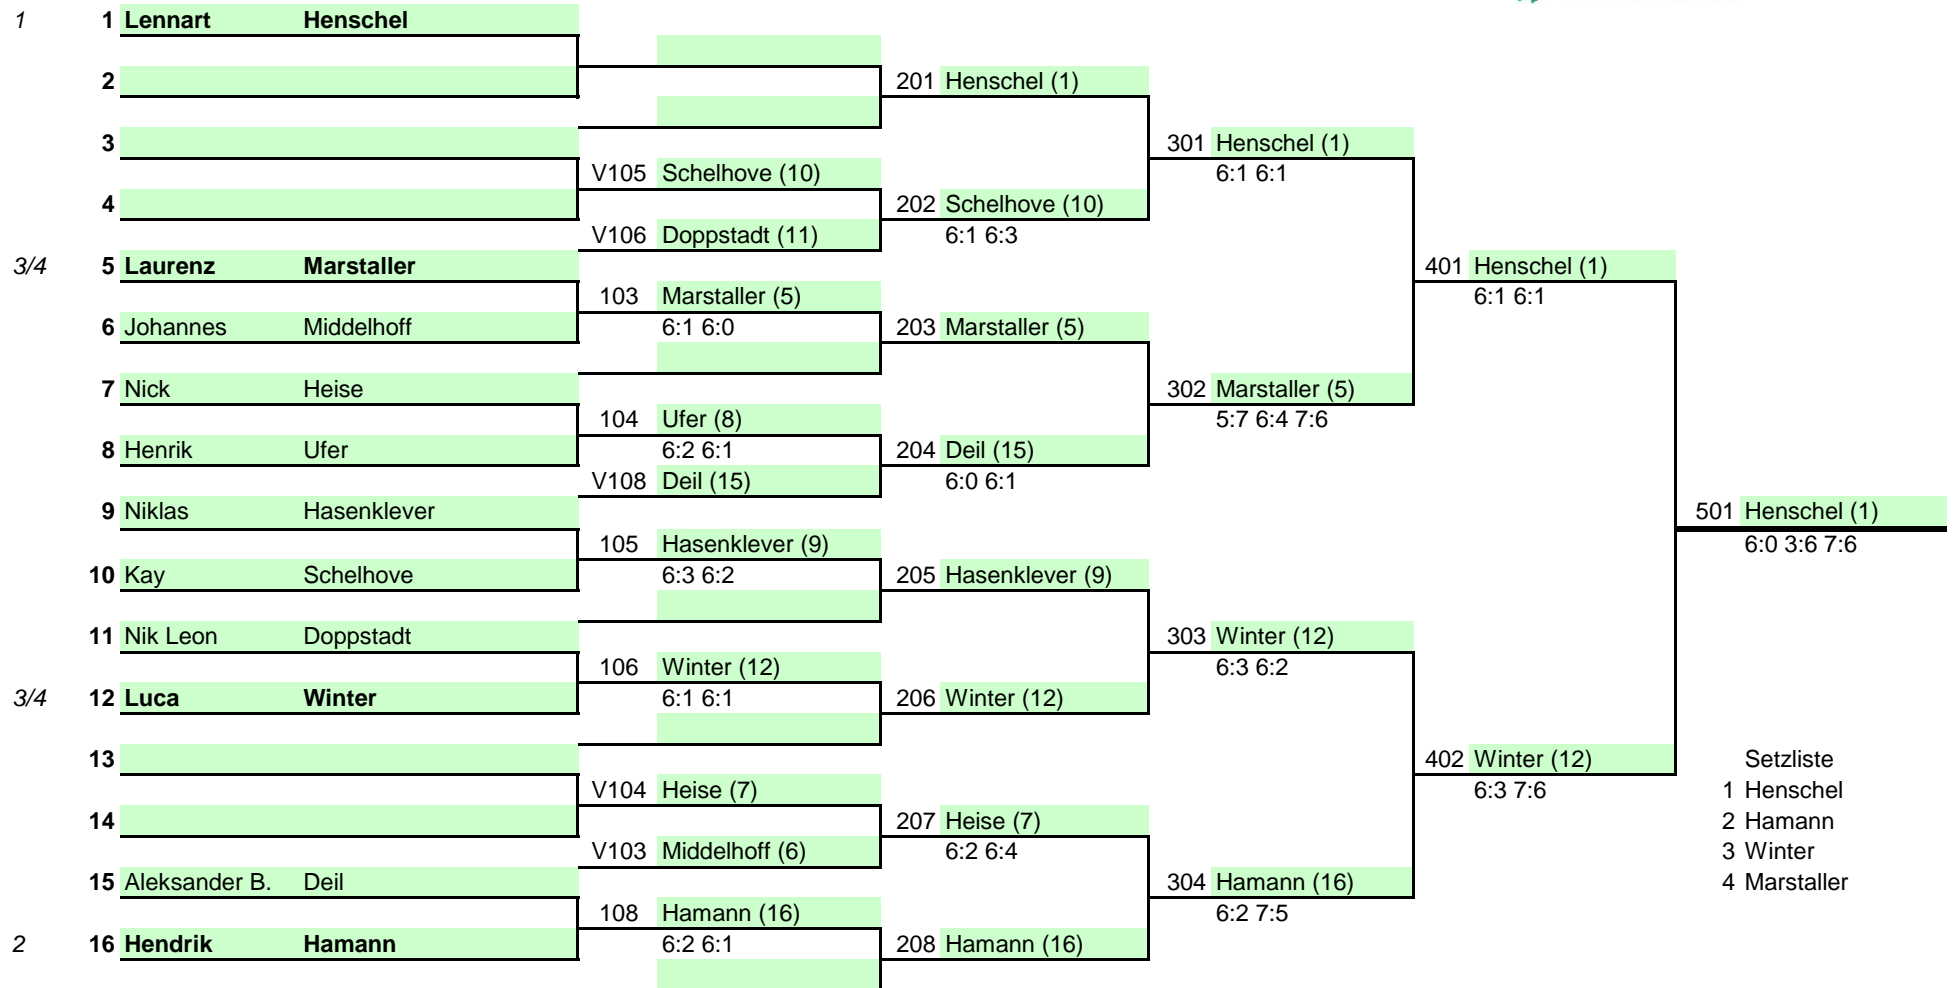 1 1 Lennart Henschel
2 201 Henschel (1)
3 301 Henschel (1)
V105 Schelhove (10) 6:1 6:1
4 202 Schelhove (10)
V106 Doppstadt (11) 6:1 6:3
3/4 5 Laurenz Marstaller 401 Henschel (1)
103 Marstaller (5) 6:1 6:1
6 Johannes Middelhoff 6:1 6:0 203 Marstaller (5)
7 Nick Heise 302 Marstaller (5)
104 Ufer (8) 5:7 6:4 7:6
8 Henrik Ufer 6:2 6:1 204 Deil (15)
V108 Deil (15) 6:0 6:1
9 Niklas Hasenklever 501 Henschel (1)
105 Hasenklever (9) 6:0 3:6 7:6
10 Kay Schelhove 6:3 6:2 205 Hasenklever (9)
11 Nik Leon Doppstadt 303 Winter (12)
106 Winter (12) 6:3 6:2
3/4 12 Luca Winter 6:1 6:1 206 Winter (12)
13 402 Winter (12) Setzliste
V104 Heise (7) 6:3 7:6 1 Henschel
14 207 Heise (7) 2 Hamann
V103 Middelhoff (6) 6:2 6:4 3 Winter
15 Aleksander B. Deil 304 Hamann (16) 4 Marstaller
108 Hamann (16) 6:2 7:5
2 16 Hendrik Hamann 6:2 6:1 208 Hamann (16)